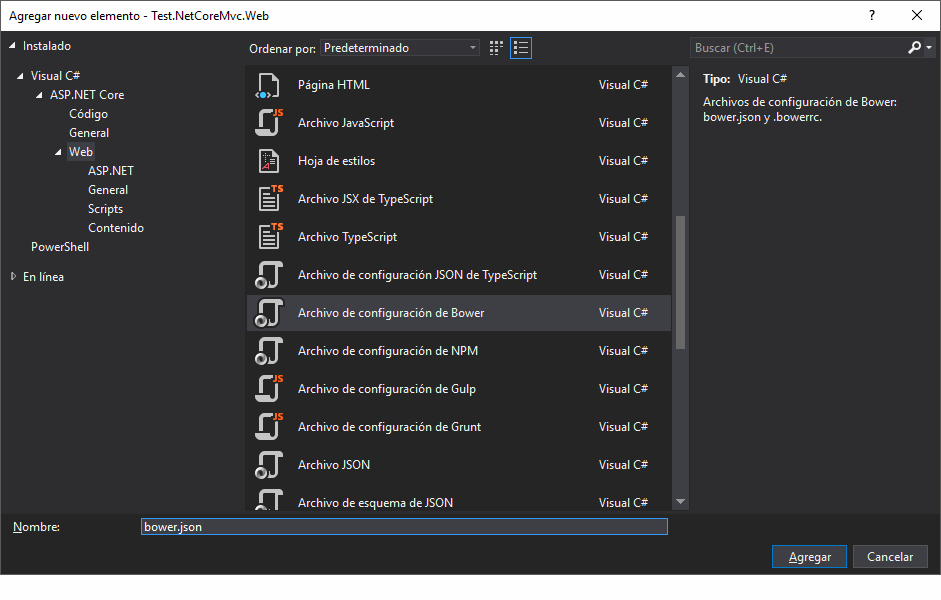 Agregar nuevo elemento - Test.NetCoreMvc.Web
?
Instalado
Visual C#
ASP.NET Core
Código
General
Web
ASP.NET
General
Scripts
Contenido
PowerShell
En línea
Ordenar por: Predeterminado
Página HTML Visual C#
JS
Archivo JavaScript Visual C#
Hoja de estilos Visual C#
TS
Archivo JSX de TypeScript Visual C#
TS
Archivo TypeScript Visual C#
Archivo de configuración JSON de TypeScript Visual C#
Archivo de configuración de Bower Visual C#
Archivo de configuración de NPM Visual C#
JS
Archivo de configuración de Gulp Visual C#
JS
Archivo de configuración de Grunt Visual C#
Archivo JSON Visual C#
Archivo de esquema de JSON Visual C#
Buscar (Ctrl+E)
Tipo: Visual C#
Archivos de configuración de Bower:
bower.json y .bowerrc.
Nombre: bower.json
Agregar Cancelar